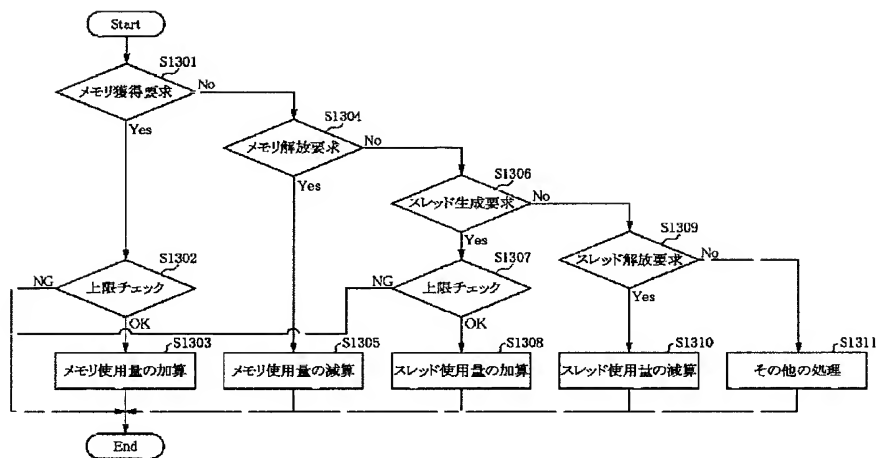 Start
S1301
メモリ獲得要求
No
Yes
S1304
メモリ解放要求
No
Yes
S1306
スレッド生成要求
No
Yes
S1309
スレッド解放要求
No
Yes
S1302
上限チェック
NG
OK
S1307
上限チェック
NG
OK
S1303
メモリ使用量の加算
S1305
メモリ使用量の減算
S1308
スレッド使用量の加算
S1310
スレッド使用量の減算
S1311
その他の処理
End